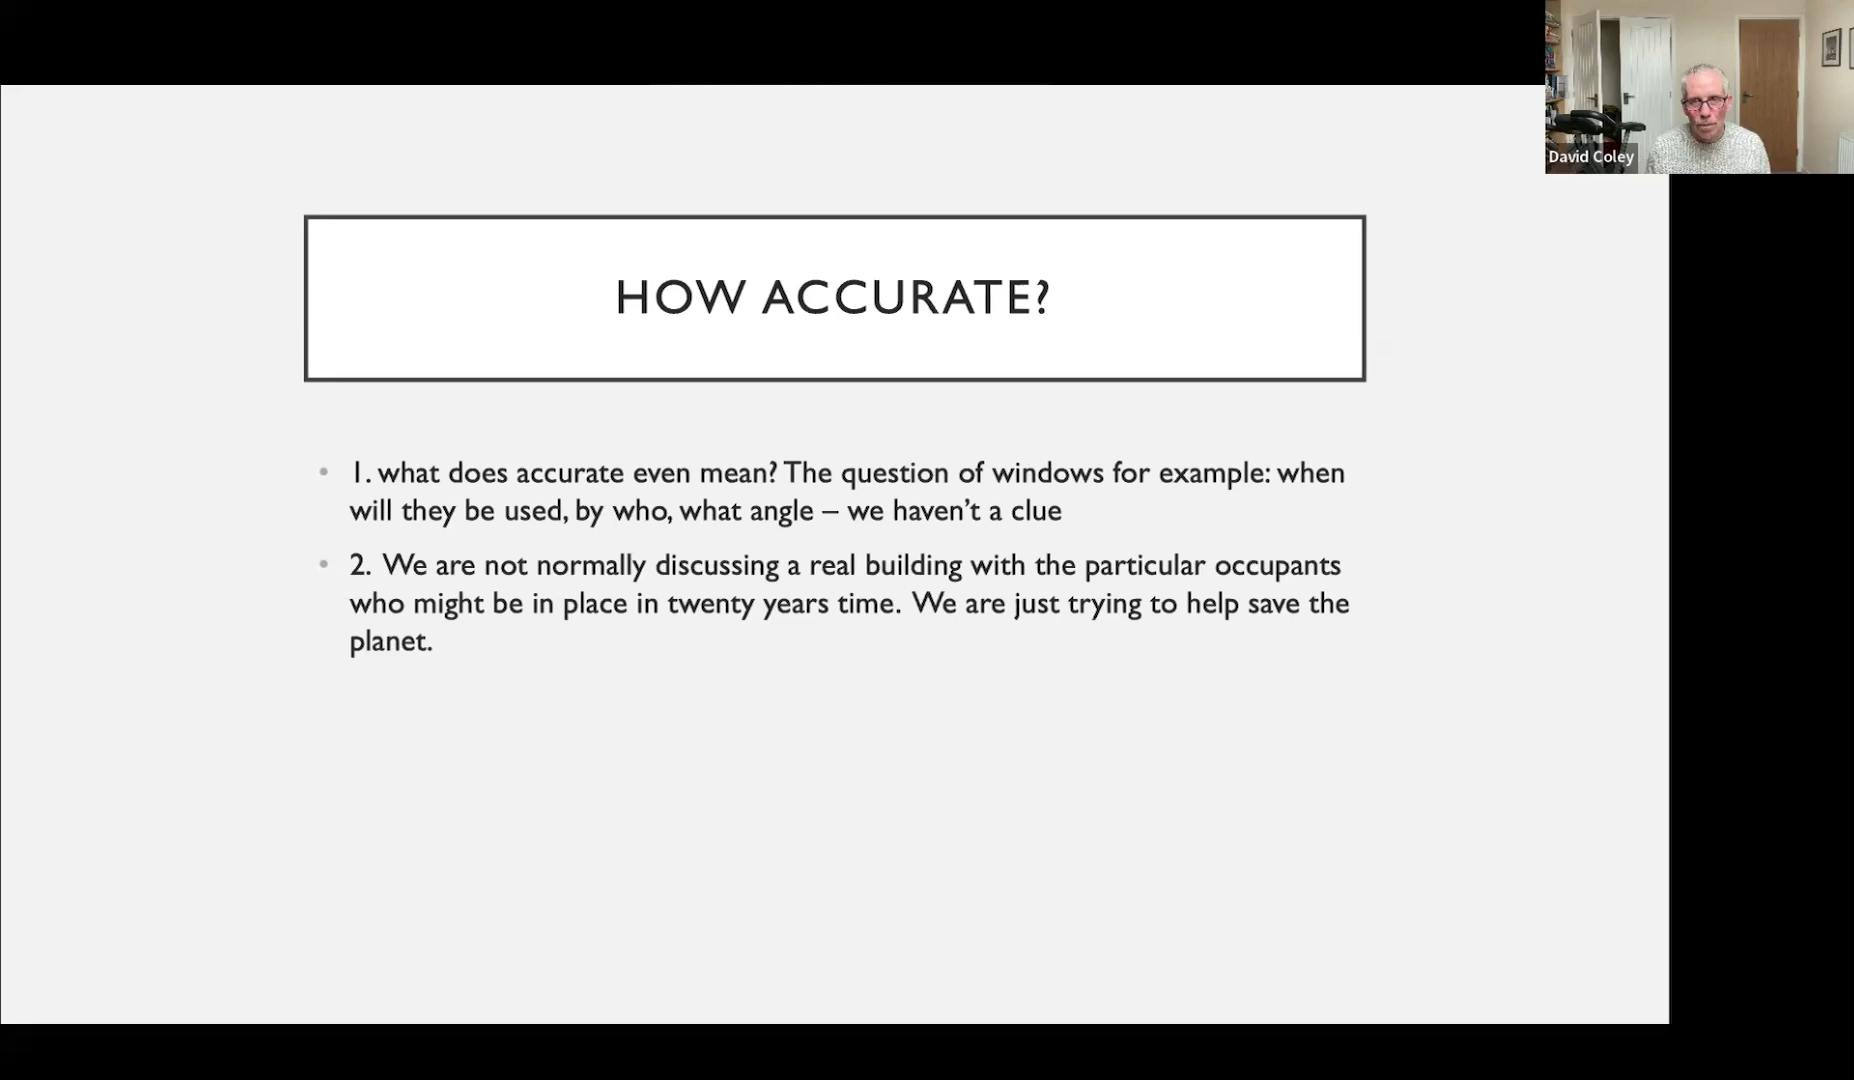 David Coley
HOW ACCURATE?
• 1. what does accurate even mean? The question of windows for example: when
will they be used, by who, what angle – we haven’t a clue
• 2. We are not normally discussing a real building with the particular occupants
who might be in place in twenty years time. We are just trying to help save the
planet.